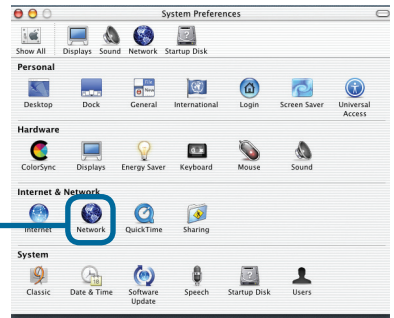 System Preferences
Show All Displays Sound Network Startup Disk
Personal
Desktop Dock General International Login Screen Saver Universal
Access
Hardware
ColorSync Displays Energy Saver Keyboard Mouse Sound
Internet & Network
Internet Network QuickTime Sharing
System
Classic Date & Time Software Speech Startup Disk Users
Update